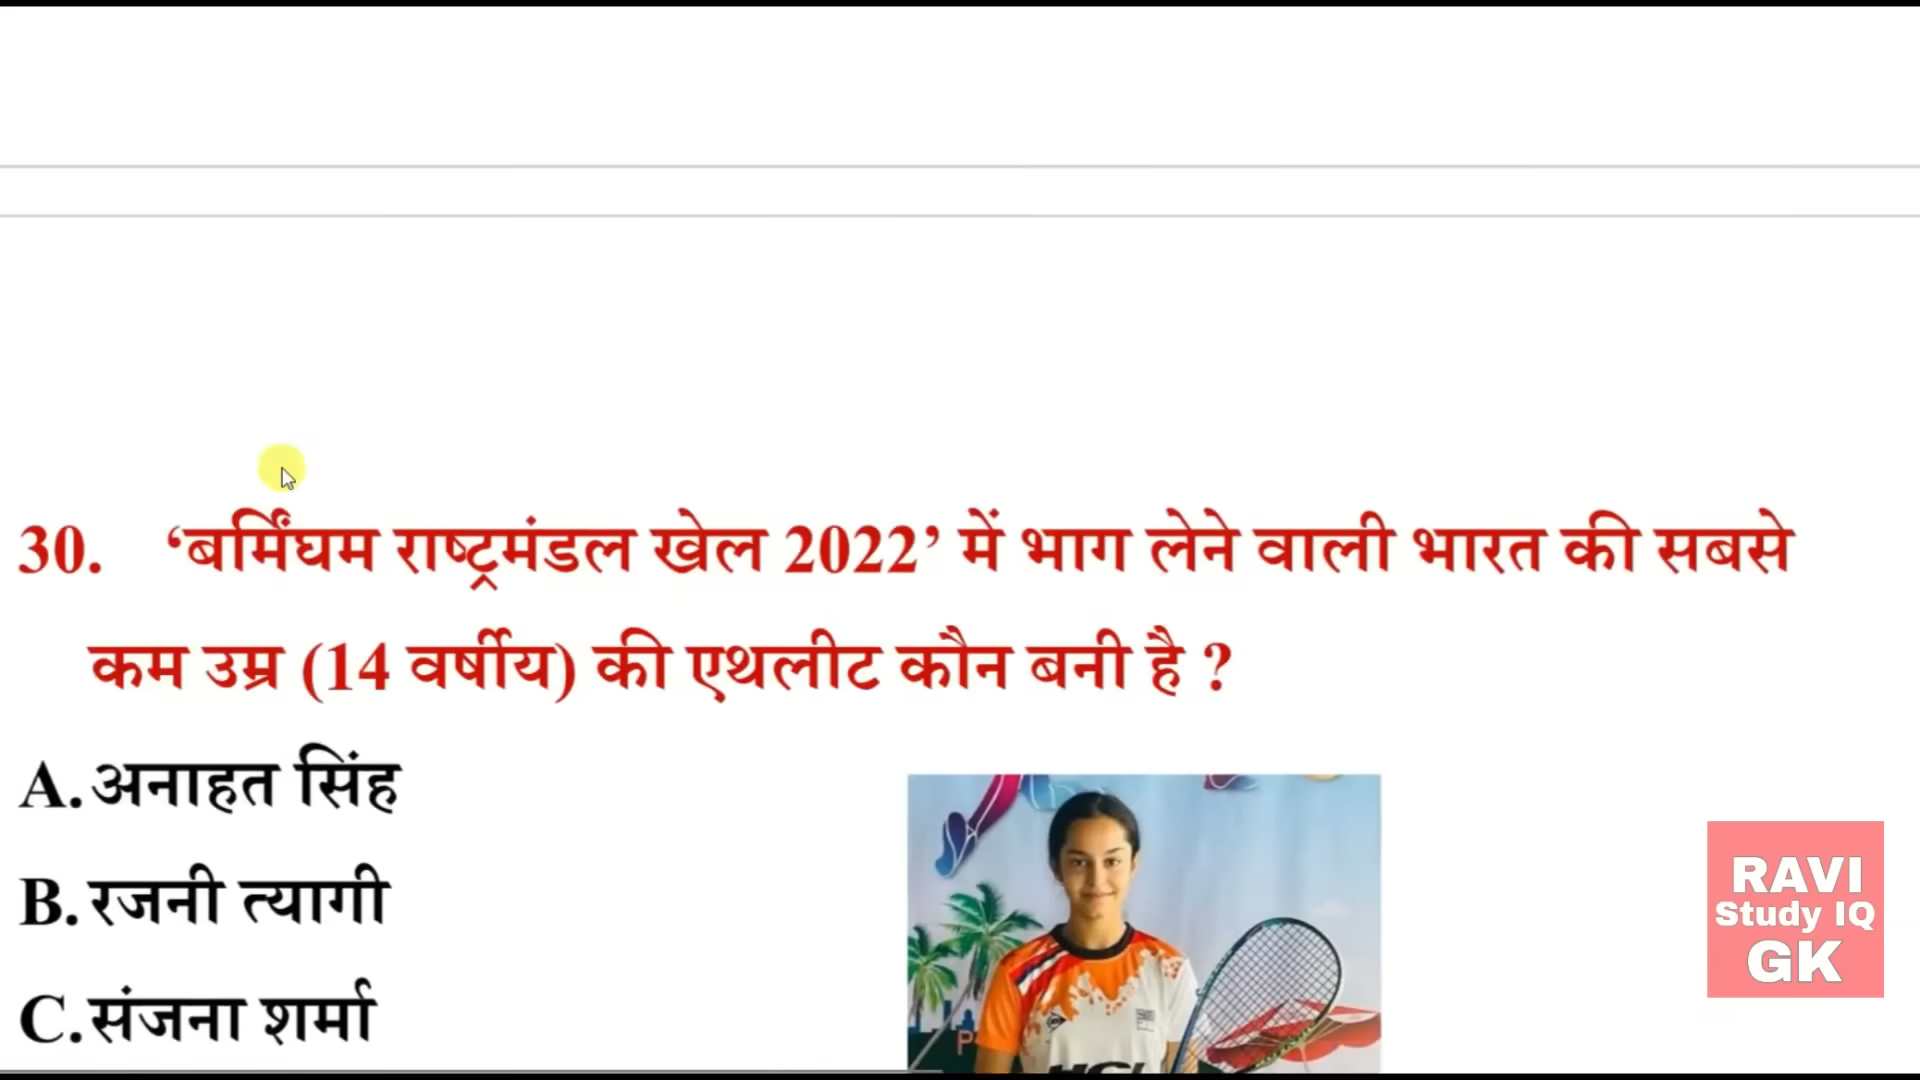 30. ‘बर्मिंघम राष्ट्रमंडल खेल 2022’ में भाग लेने वाली भारत की सबसे
कम उम्र (14 वर्षीय) की एथलीट कौन बनी है ?
A. अनाहत सिंह
B. रजनी त्यागी
C. संजना शर्मा
RAVI
Study IQ
GK